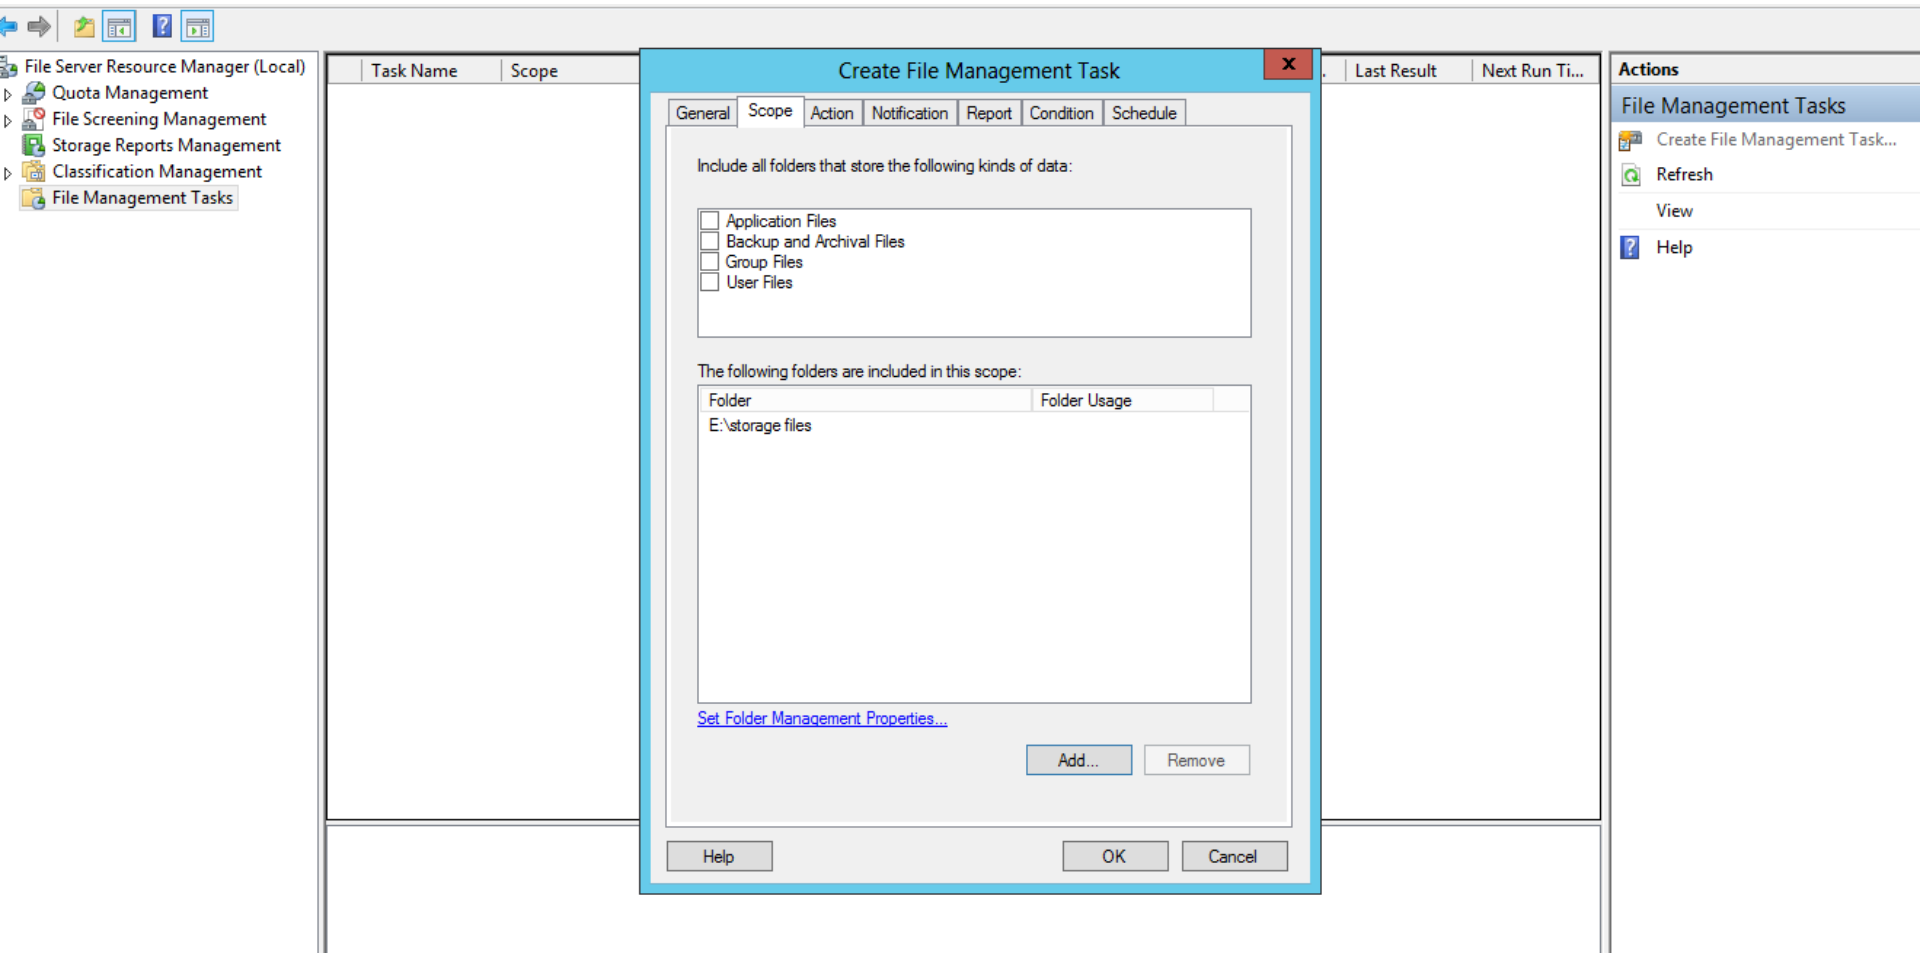 File Server Resource Manager (Local)
Quota Management
File Screening Management
Storage Reports Management
Classification Management
File Management Tasks
Task Name
Scope
Last Result
Next Run Ti...
Create File Management Task
x
General
Scope
Action
Notification
Report
Condition
Schedule
Include all folders that store the following kinds of data:
Application Files
Backup and Archival Files
Group Files
User Files
The following folders are included in this scope:
Folder
Folder Usage
E:\storage files
Set Folder Management Properties...
Add...
Remove
Help
OK
Cancel
Actions
File Management Tasks
Create File Management Task...
Refresh
View
Help